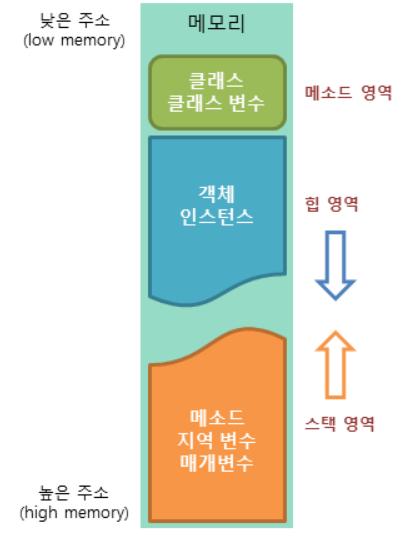 낮은 주소
(low memory)
메모리
클래스
클래스 변수
메소드 영역
객체
인스턴스
힙 영역
메소드
지역 변수
매개변수
스택 영역
높은 주소
(high memory)